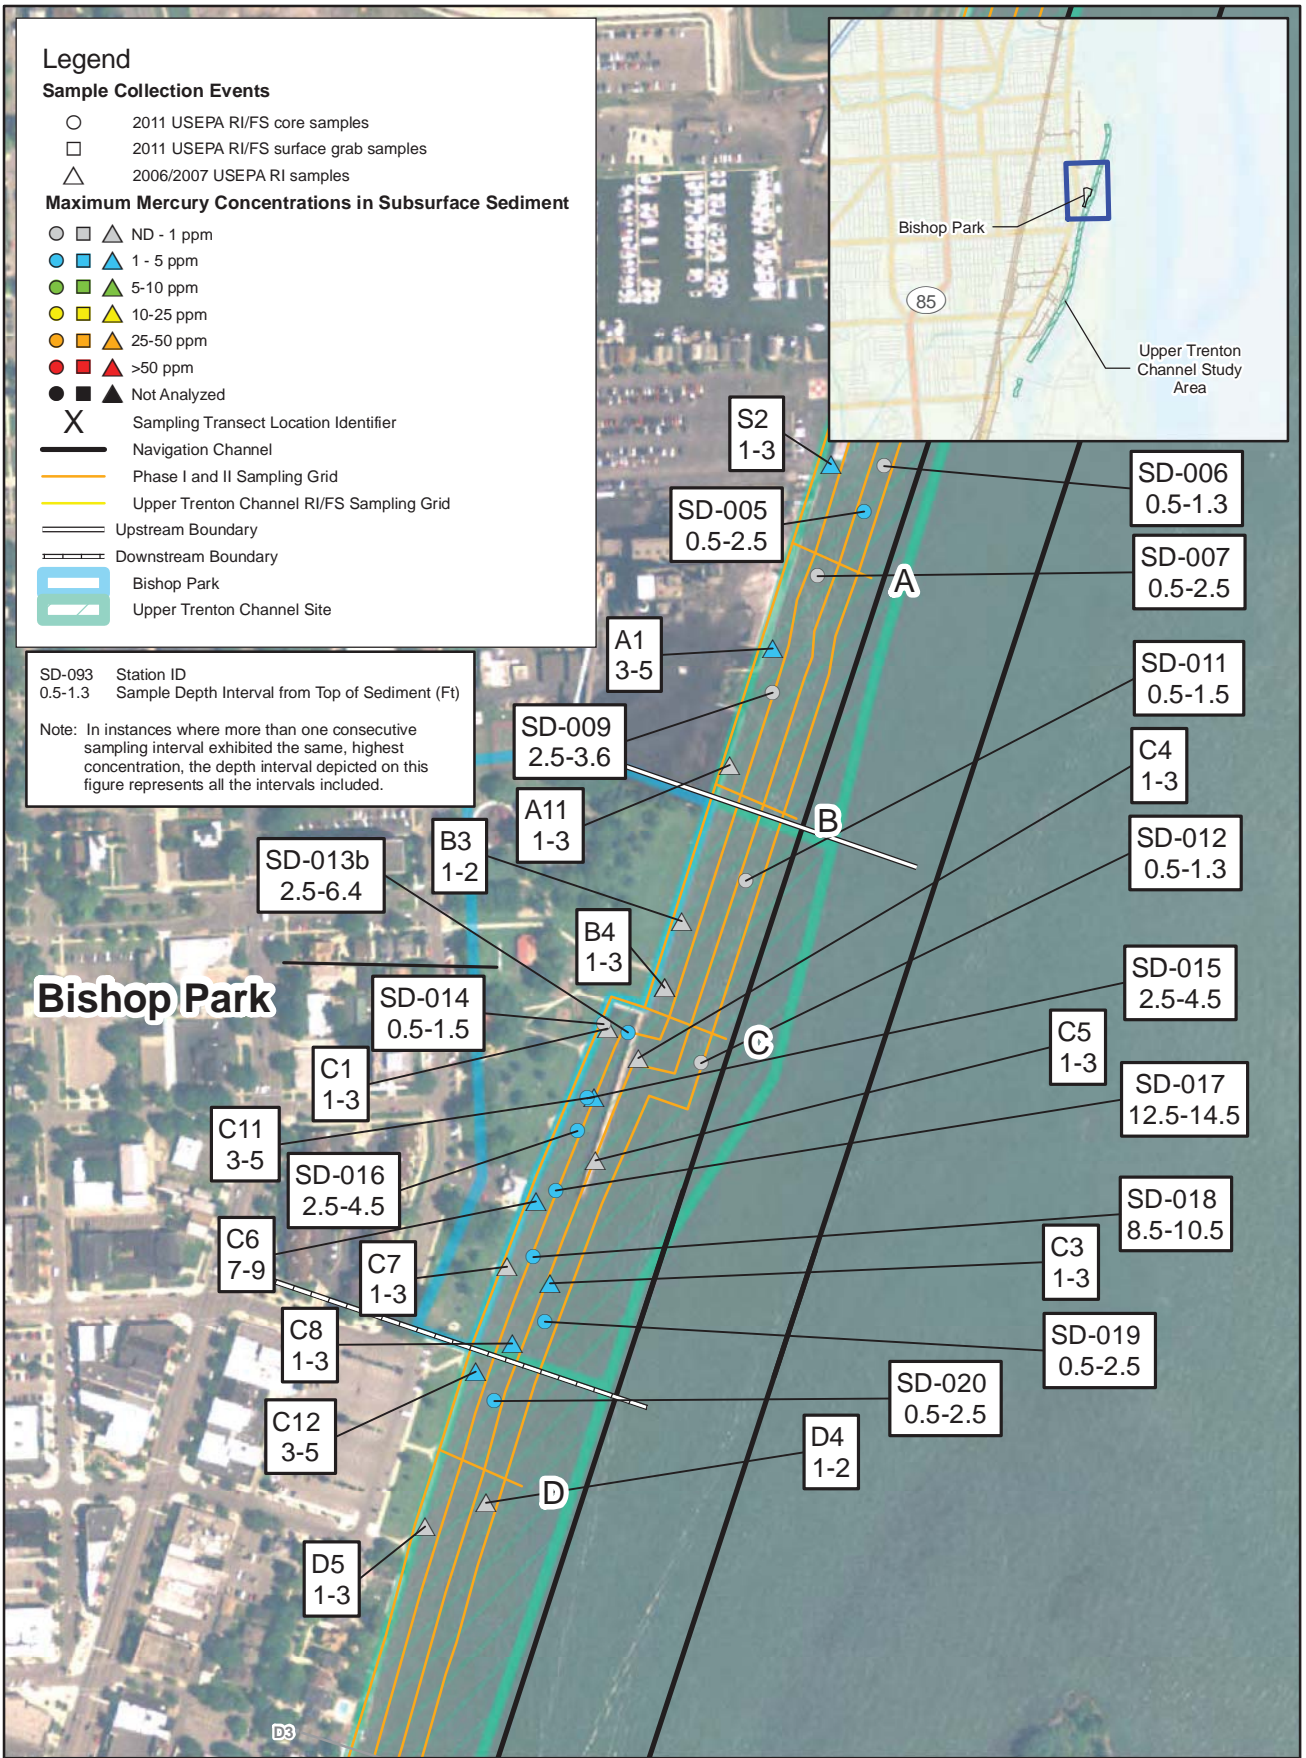 Legend
Sample Collection Events
2011 USEPA RI/FS core samples
2011 USEPA RI/FS surface grab samples
2006/2007 USEPA RI samples
Maximum Mercury Concentrations in Subsurface Sediment
ND - 1 ppm
1 - 5 ppm
5-10 ppm
10-25 ppm
25-50 ppm
>50 ppm
Not Analyzed
X Sampling Transect Location Identifier
Navigation Channel
Phase I and II Sampling Grid
Upper Trenton Channel RI/FS Sampling Grid
Upstream Boundary
Downstream Boundary
Bishop Park
Upper Trenton Channel Site
SD-093 Station ID
0.5-1.3 Sample Depth Interval from Top of Sediment (Ft)
Note: In instances where more than one consecutive
sampling interval exhibited the same, highest
concentration, the depth interval depicted on this
figure represents all the intervals included.
Bishop Park
85
Upper Trenton
Channel Study
Area
S2
1-3
SD-006
0.5-1.3
SD-005
0.5-2.5
SD-007
0.5-2.5
A
A1
3-5
SD-011
0.5-1.5
SD-009
2.5-3.6
C4
1-3
A11
1-3
B
B3
1-2
SD-012
0.5-1.3
SD-013b
2.5-6.4
B4
1-3
SD-015
2.5-4.5
Bishop Park
SD-014
0.5-1.5
C
C5
1-3
C1
1-3
SD-017
12.5-14.5
C11
3-5
SD-016
2.5-4.5
SD-018
8.5-10.5
C6
7-9
C7
1-3
C3
1-3
C8
1-3
SD-019
0.5-2.5
SD-020
0.5-2.5
C12
3-5
D4
1-2
D
D5
1-3
D3